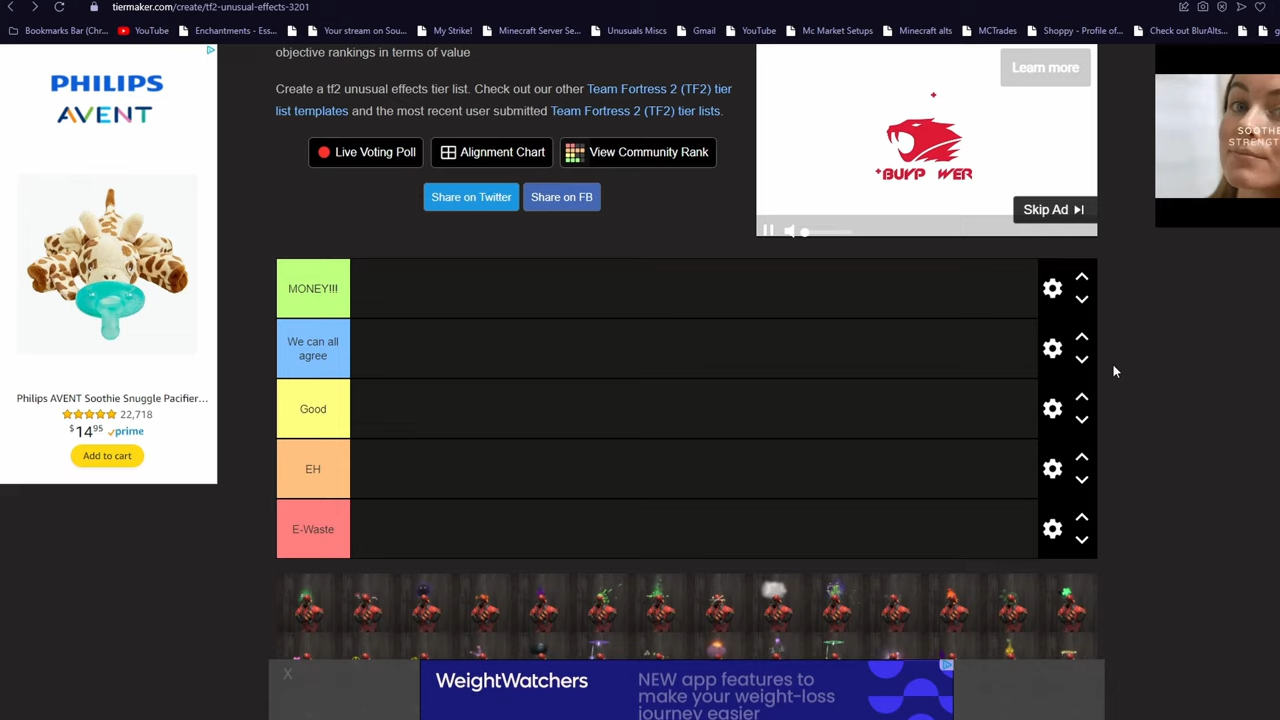 tiermaker.com/create/tf2-unusual-effects-3201
Bookmarks Bar (Chr...
YouTube
Enchantments - Ess...
Your stream on Sou...
My Strike!
Minecraft Server Se...
Unusuals Miscs
Gmail
YouTube
Mc Market Setups
Minecraft alts
MCTrades
Shoppy - Profile of...
Check out BlurAlts...
objective rankings in terms of value
Create a tf2 unusual effects tier list. Check out our other Team Fortress 2 (TF2) tier
list templates and the most recent user submitted Team Fortress 2 (TF2) tier lists.
Live Voting Poll
Alignment Chart
View Community Rank
Share on Twitter
Share on FB
PHILIPS
AVENT
Philips AVENT Soothie Snuggle Pacifier...
22,718
$14.95 prime
Add to cart
Learn more
Skip Ad
SOOTHE
STRENGT
MONEY!!!
We can all
agree
Good
EH
E-Waste
X
WeightWatchers
NEW app features to
make your weight-loss
journey easier